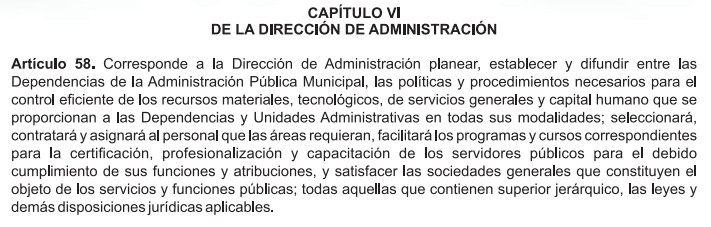 CAPÍTULO VI
DE LA DIRECCIÓN DE ADMINISTRACIÓN
Artículo 58. Corresponde a la Dirección de Administración planear, establecer y difundir entre las
Dependencias de la Administración Pública Municipal, las políticas y procedimientos necesarios para el
control eficiente de los recursos materiales, tecnológicos, de servicios generales y capital humano que se
proporcionan a las Dependencias y Unidades Administrativas en todas sus modalidades; seleccionará,
contratará y asignará al personal que las áreas requieran, facilitará los programas y cursos correspondientes
para la certificación, profesionalización y capacitación de los servidores públicos para el debido
cumplimiento de sus funciones y atribuciones, y satisfacer las sociedades generales que constituyen el
objeto de los servicios y funciones públicas; todas aquellas que contienen superior jerárquico, las leyes y
demás disposiciones jurídicas aplicables.